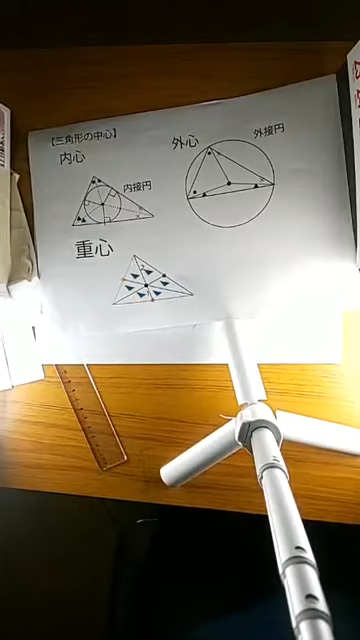 【三角形の中心】
内心
内接円
外心
外接円
重心